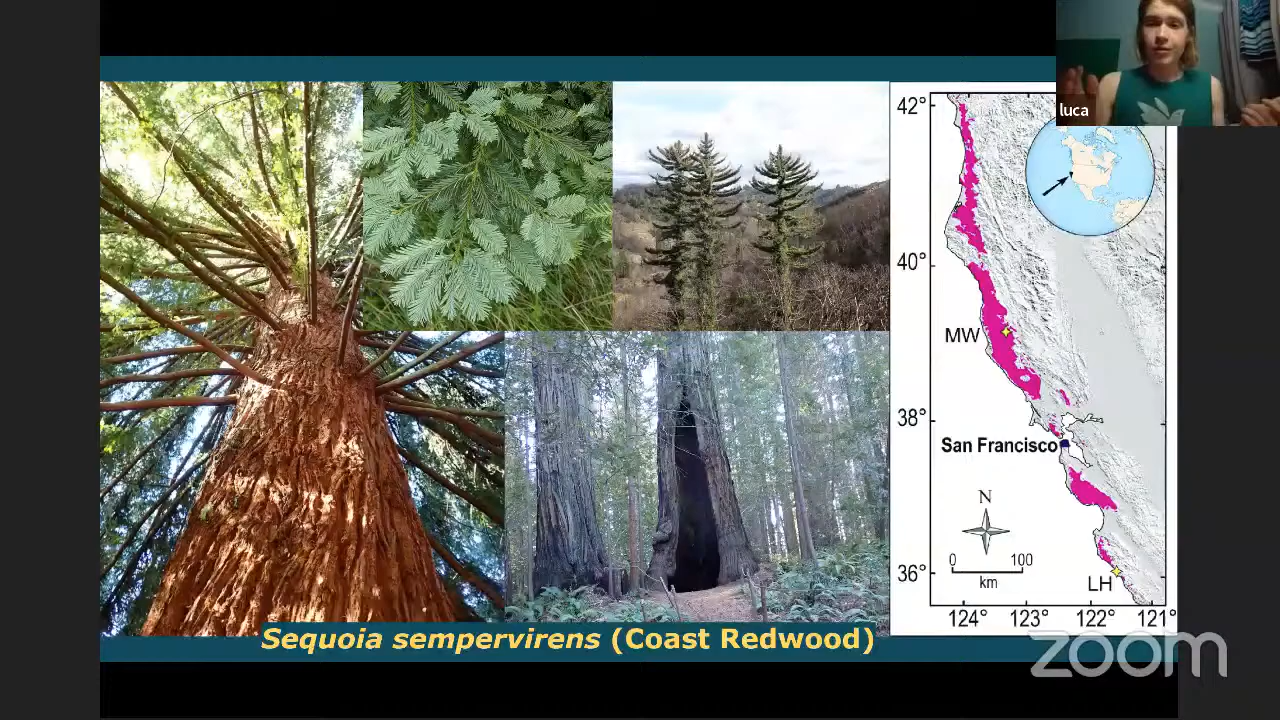 luca
42°
40°
MW
38°
San Francisco
N
0 100
km
36°
LH
124° 123° 122° 121°
Sequoia sempervirens (Coast Redwood)
zoom